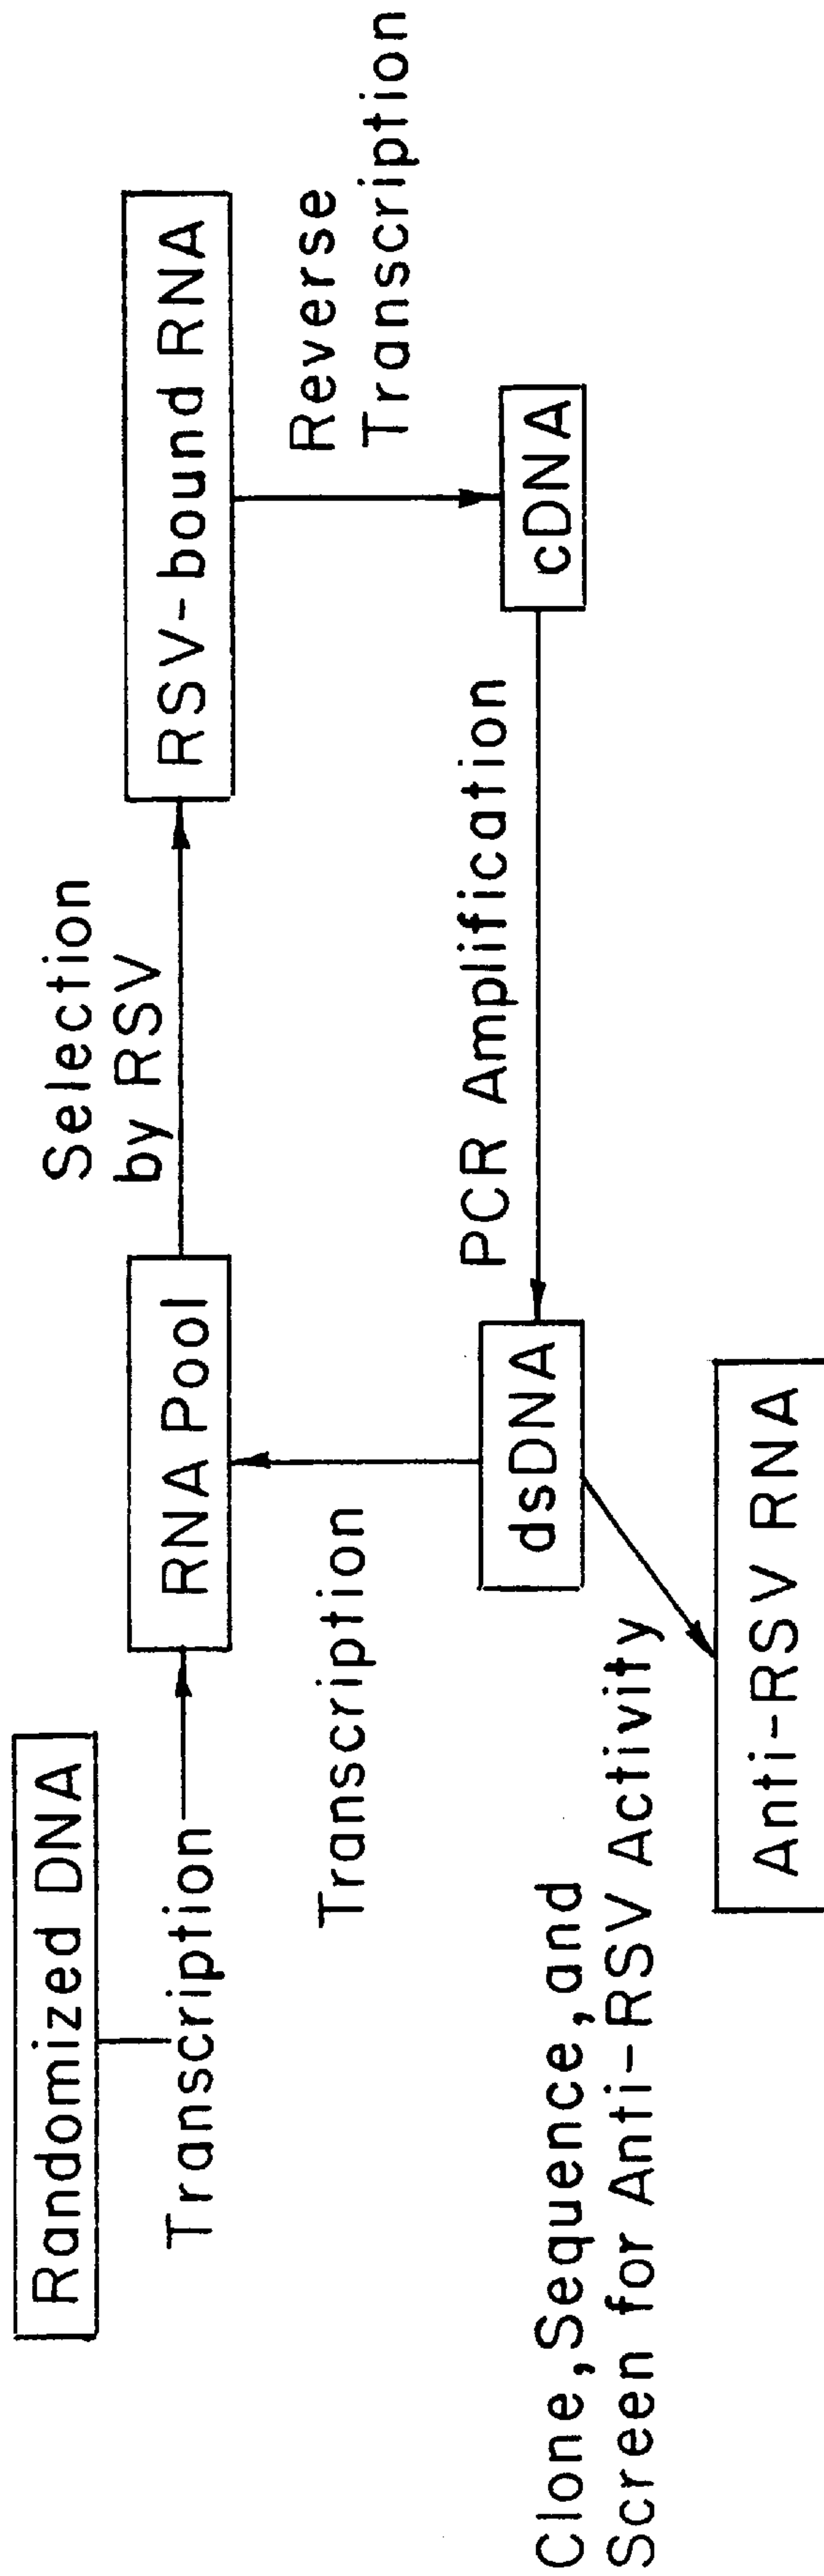 Randomized DNA
Transcription
RNA Pool
Selection
by RSV
RSV-bound RNA
Reverse
Transcription
cDNA
PCR Amplification
dsDNA
Transcription
Clone, Sequence, and
Screen for Anti-RSV Activity
Anti-RSV RNA